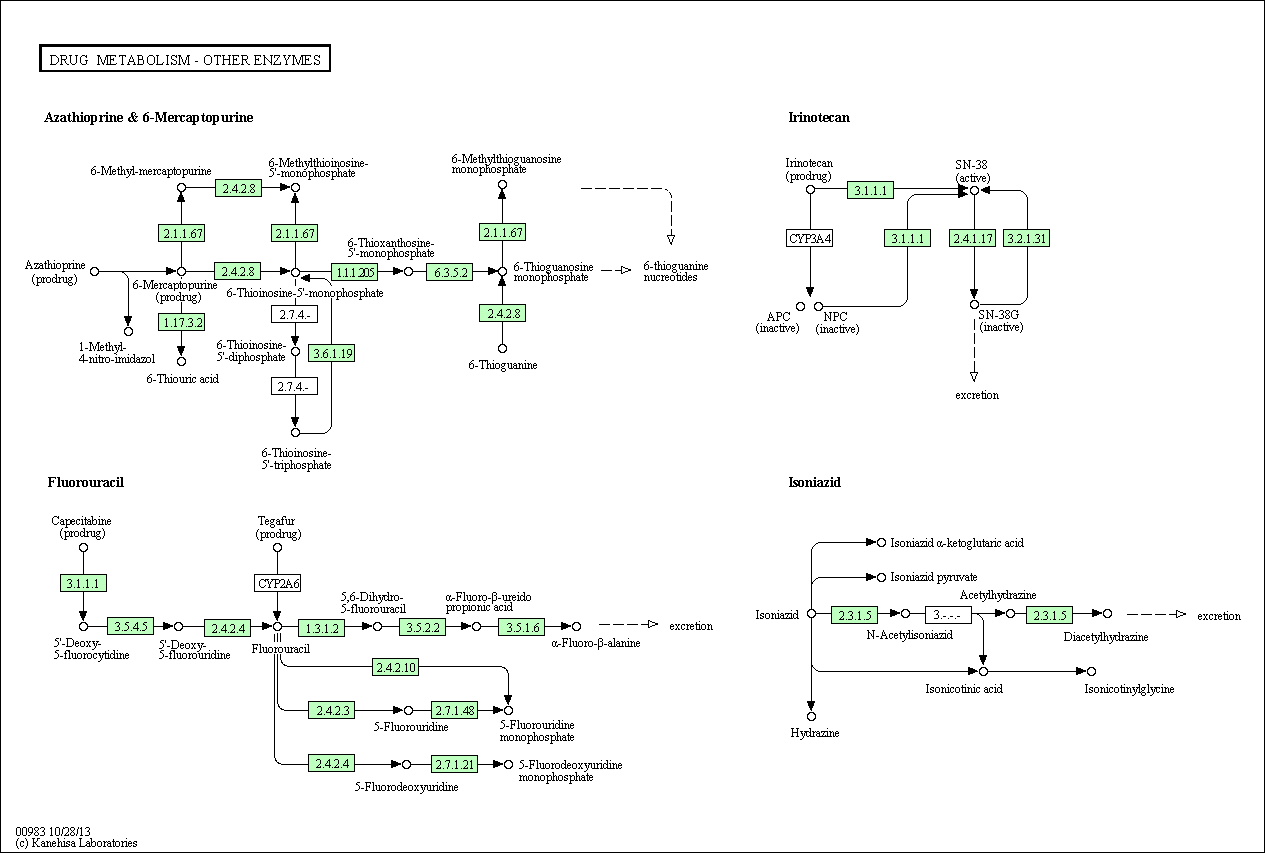 DRUG METABOLISM - OTHER ENZYMES
Azathioprine & 6-Mercaptopurine
6-Methyl-mercaptopurine
6-Methylthioinosine-
5'-monophosphate
6-Methylthioguanosine
monophosphate
2.4.2.8
2.1.1.67
2.1.1.67
2.1.1.67
6-Thioxanthosine-
5'-monophosphate
Azathioprine
(prodrug)
2.4.2.8
1.1.1.205
6.3.5.2
6-Thioguanosine
monophosphate
6-thioguanine
nucreotides
6-Mercaptopurine
(prodrug)
6-Thioinosine-5'-monophosphate
1.17.3.2
2.7.4.-
2.4.2.8
1-Methyl-
4-nitro-imidazol
6-Thioinosine-
5'-diphosphate
3.6.1.19
6-Thioguanine
6-Thiouric acid
2.7.4.-
6-Thioinosine-
5'-triphosphate
Irinotecan
Irinotecan
(prodrug)
SN-38
(active)
3.1.1.1
CYP3A4
3.1.1.1
2.4.1.17
3.2.1.31
APC
(inactive)
NPC
(inactive)
SN-38G
(inactive)
excretion
Fluorouracil
Capecitabine
(prodrug)
Tegafur
(prodrug)
3.1.1.1
CYP2A6
5,6-Dihydro-
5-fluorouracil
α-Fluoro-β-ureido
propionic acid
3.5.4.5
2.4.2.4
1.3.1.2
3.5.2.2
3.5.1.6
excretion
5'-Deoxy-
5-fluorocytidine
5'-Deoxy-
5-fluorouridine
Fluorouracil
α-Fluoro-β-alanine
2.4.2.10
2.4.2.3
2.7.1.48
5-Fluorouridine
5-Fluorouridine
monophosphate
2.4.2.4
2.7.1.21
5-Fluorodeoxyuridine
monophosphate
5-Fluorodeoxyuridine
Isoniazid
Isoniazid α-ketoglutaric acid
Isoniazid pyruvate
Acetylhydrazine
Isoniazid
2.3.1.5
3.-.-.-
2.3.1.5
excretion
N-Acetylisoniazid
Diacetylhydrazine
Isonicotinic acid
Isonicotinylglycine
Hydrazine
00983 10/28/13
(c) Kanehisa Laboratories